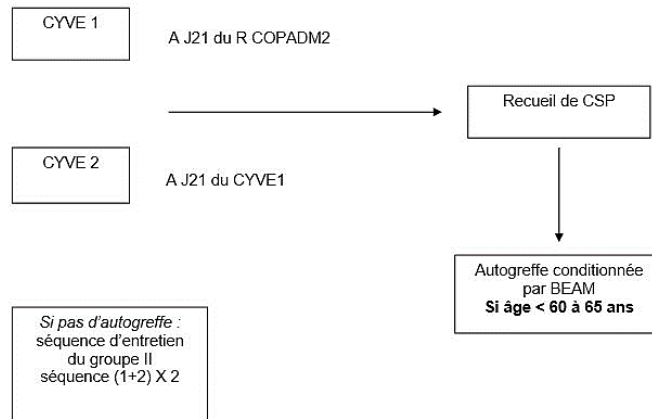 CYVE 1
A J21 du R COPADM2
Recueil de CSP
CYVE 2
A J21 du CYVE1
Autogreffe conditionnée
par BEAM
Si âge < 60 à 65 ans
Si pas d’autogreffe :
séquence d’entretien
du groupe II
séquence (1+2) X 2